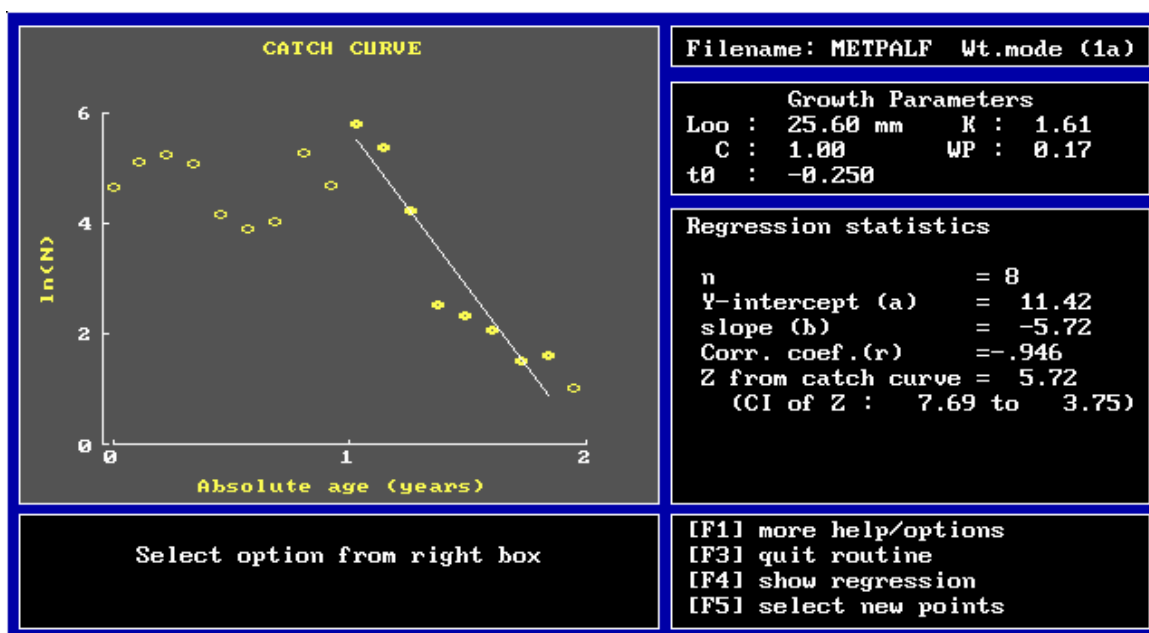 CATCH CURVE
6
4
2
0
0 1 2
ln(N)
Absolute age (years)
Filename: METPALF Wt.mode (1a)
Growth Parameters
Loo : 25.60 mm K : 1.61
C : 1.00 WP : 0.17
t0 : -0.250
Regression statistics
n = 8
Y-intercept (a) = 11.42
slope (b) = -5.72
Corr. coef.(r) =-.946
Z from catch curve = 5.72
(CI of Z : 7.69 to 3.75)
Select option from right box
[F1] more help/options
[F3] quit routine
[F4] show regression
[F5] select new points